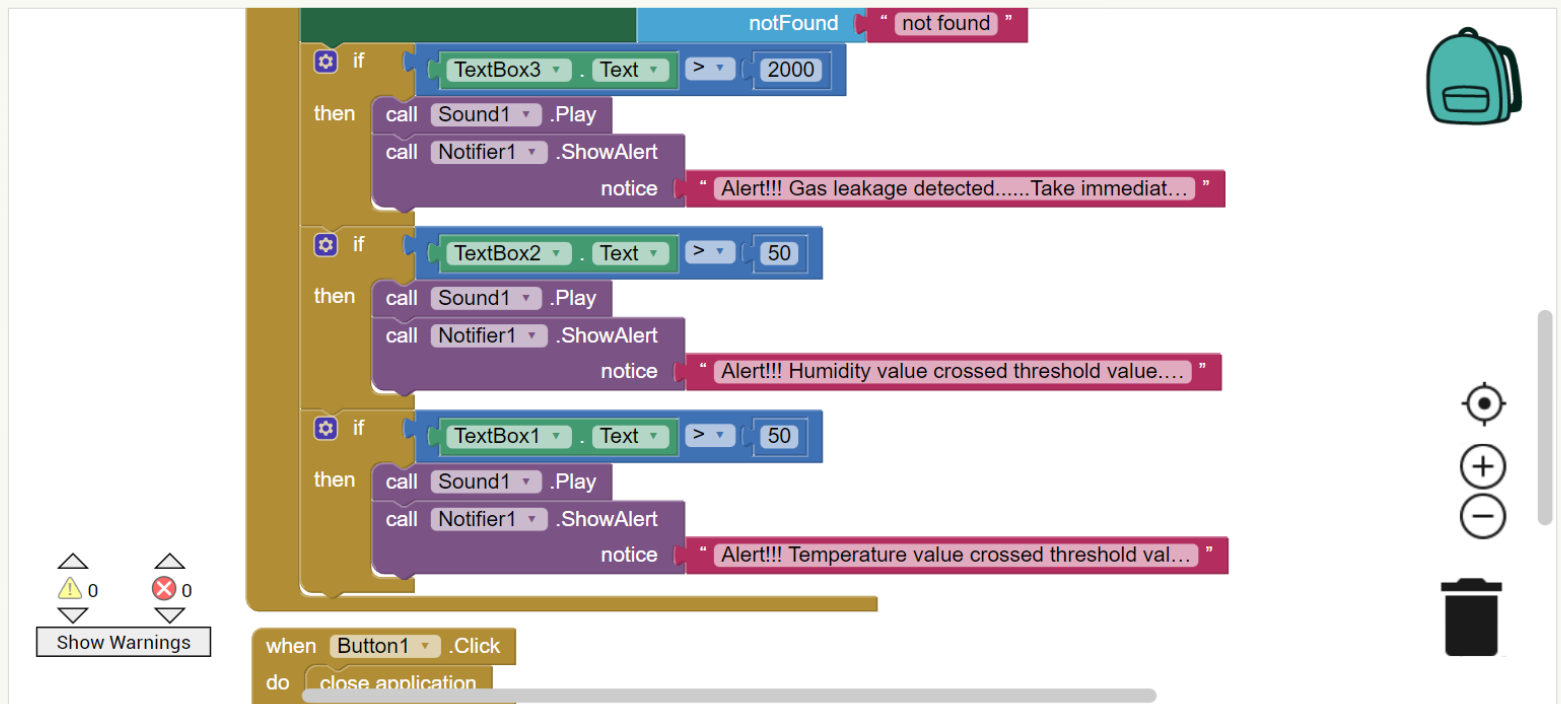 notFound “ not found ”
if TextBox3 . Text > 2000
then call Sound1 .Play
call Notifier1 .ShowAlert
notice “ Alert!!! Gas leakage detected......Take immediat… ”
if TextBox2 . Text > 50
then call Sound1 .Play
call Notifier1 .ShowAlert
notice “ Alert!!! Humidity value crossed threshold value.… ”
if TextBox1 . Text > 50
then call Sound1 .Play
call Notifier1 .ShowAlert
notice “ Alert!!! Temperature value crossed threshold val… ”
0 0
Show Warnings
when Button1 .Click
do close application